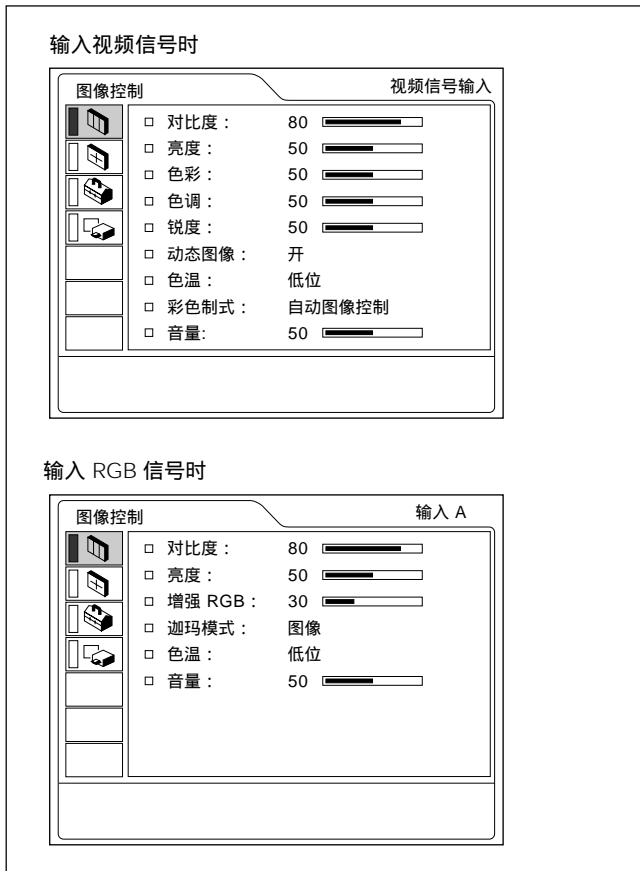 输入视频信号时
图像控制 视频信号输入
对比度： 80
亮度： 50
色彩： 50
色调： 50
锐度： 50
动态图像： 开
色温： 低位
彩色制式： 自动图像控制
音量: 50
输入 RGB 信号时
图像控制 输入 A
对比度： 80
亮度： 50
增强 RGB： 30
迦玛模式： 图像
色温： 低位
音量： 50